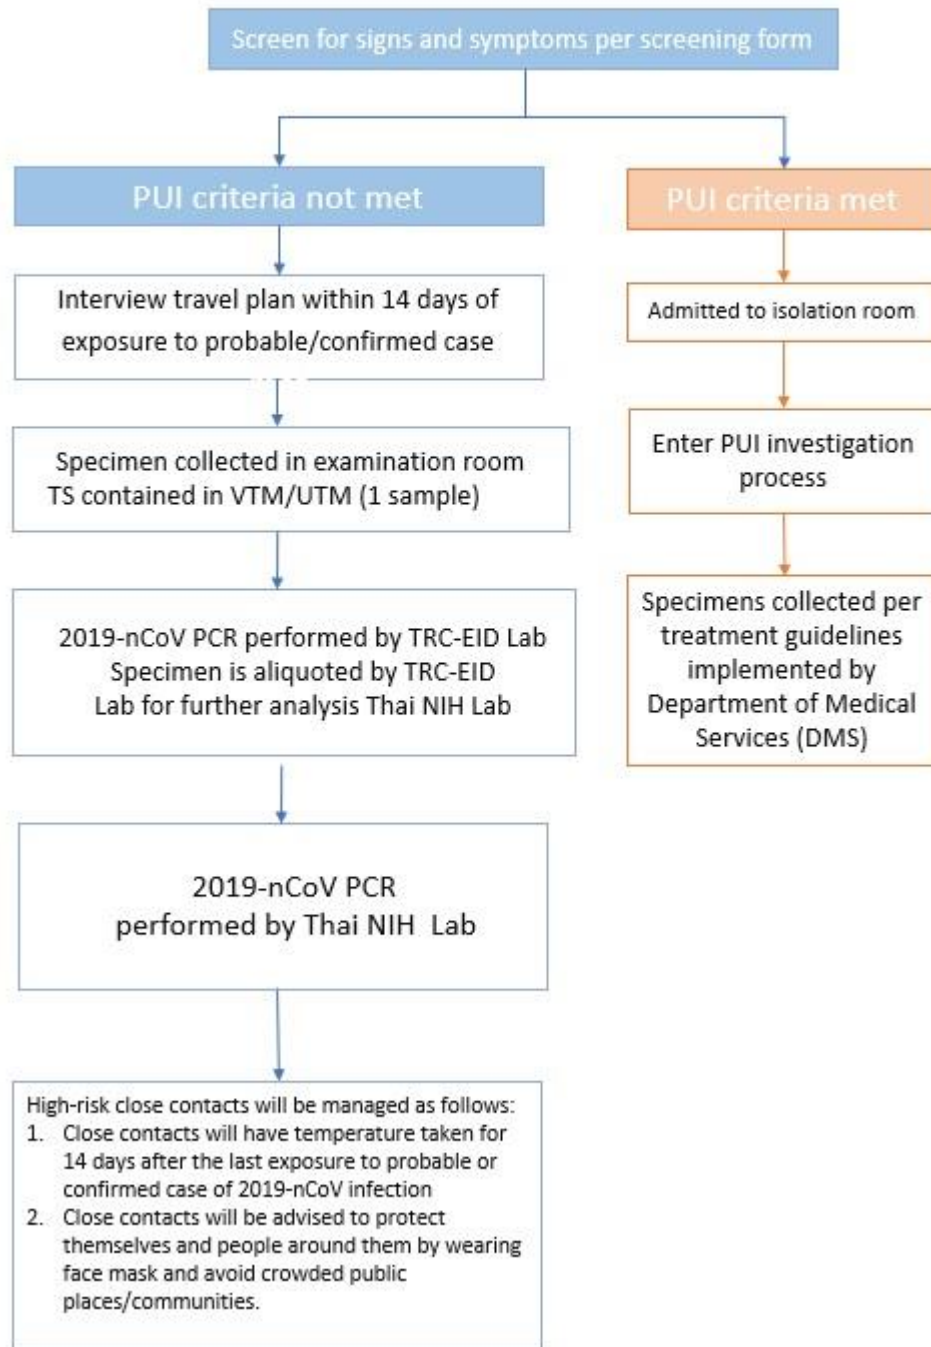 Screen for signs and symptoms per screening form
PUI criteria not met
PUI criteria met
Interview travel plan within 14 days of
exposure to probable/confirmed case
Admitted to isolation room
Specimen collected in examination room
TS contained in VTM/UTM (1 sample)
Enter PUI investigation
process
2019-nCoV PCR performed by TRC-EID Lab
Specimen is aliquoted by TRC-EID
Lab for further analysis Thai NIH Lab
Specimens collected per
treatment guidelines
implemented by
Department of Medical
Services (DMS)
2019-nCoV PCR
performed by Thai NIH Lab
High-risk close contacts will be managed as follows:
1. Close contacts will have temperature taken for
14 days after the last exposure to probable or
confirmed case of 2019-nCoV infection
2. Close contacts will be advised to protect
themselves and people around them by wearing
face mask and avoid crowded public
places/communities.